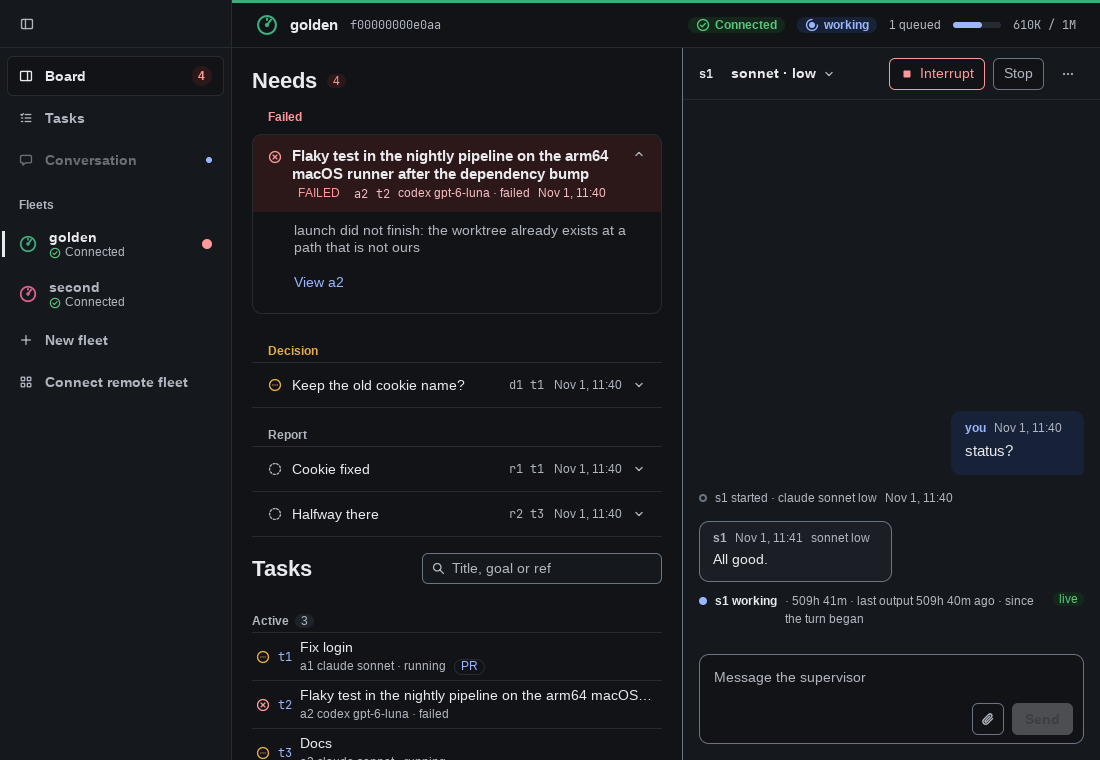 golden f00000000e0aa
Connected working 1 queued 610K / 1M
Board 4
Tasks
Conversation
Fleets
golden
Connected
second
Connected
New fleet
Connect remote fleet
Needs 4
Failed
Flaky test in the nightly pipeline on the arm64
macOS runner after the dependency bump
FAILED a2 t2 codex gpt-6-luna · failed Nov 1, 11:40
launch did not finish: the worktree already exists at a
path that is not ours
View a2
Decision
Keep the old cookie name? d1 t1 Nov 1, 11:40
Report
Cookie fixed r1 t1 Nov 1, 11:40
Halfway there r2 t3 Nov 1, 11:40
Tasks Title, goal or ref
Active 3
t1 Fix login
a1 claude sonnet · running PR
t2 Flaky test in the nightly pipeline on the arm64 macOS…
a2 codex gpt-6-luna · failed
t3 Docs
a3 claude sonnet · running
s1 sonnet · low Interrupt Stop ···
you Nov 1, 11:40
status?
s1 started · claude sonnet low Nov 1, 11:40
s1 Nov 1, 11:41 sonnet low
All good.
s1 working · 509h 41m · last output 509h 40m ago · since live
the turn began
Message the supervisor
Send